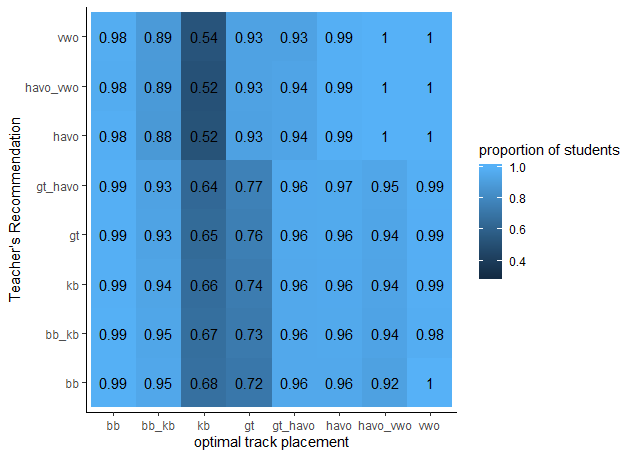 vwo 0.98 0.89 0.54 0.93 0.93 0.99 1 1
havo_vwo 0.98 0.89 0.52 0.93 0.94 0.99 1 1
havo 0.98 0.88 0.52 0.93 0.94 0.99 1 1
gt_havo 0.99 0.93 0.64 0.77 0.96 0.97 0.95 0.99
gt 0.99 0.93 0.65 0.76 0.96 0.96 0.94 0.99
kb 0.99 0.94 0.66 0.74 0.96 0.96 0.94 0.99
bb_kb 0.99 0.95 0.67 0.73 0.96 0.96 0.94 0.98
bb 0.99 0.95 0.68 0.72 0.96 0.96 0.92 1
bb bb_kb kb gt gt_havo havo havo_vwo vwo
optimal track placement
Teacher's Recommendation
proportion of students
1.0
0.8
0.6
0.4